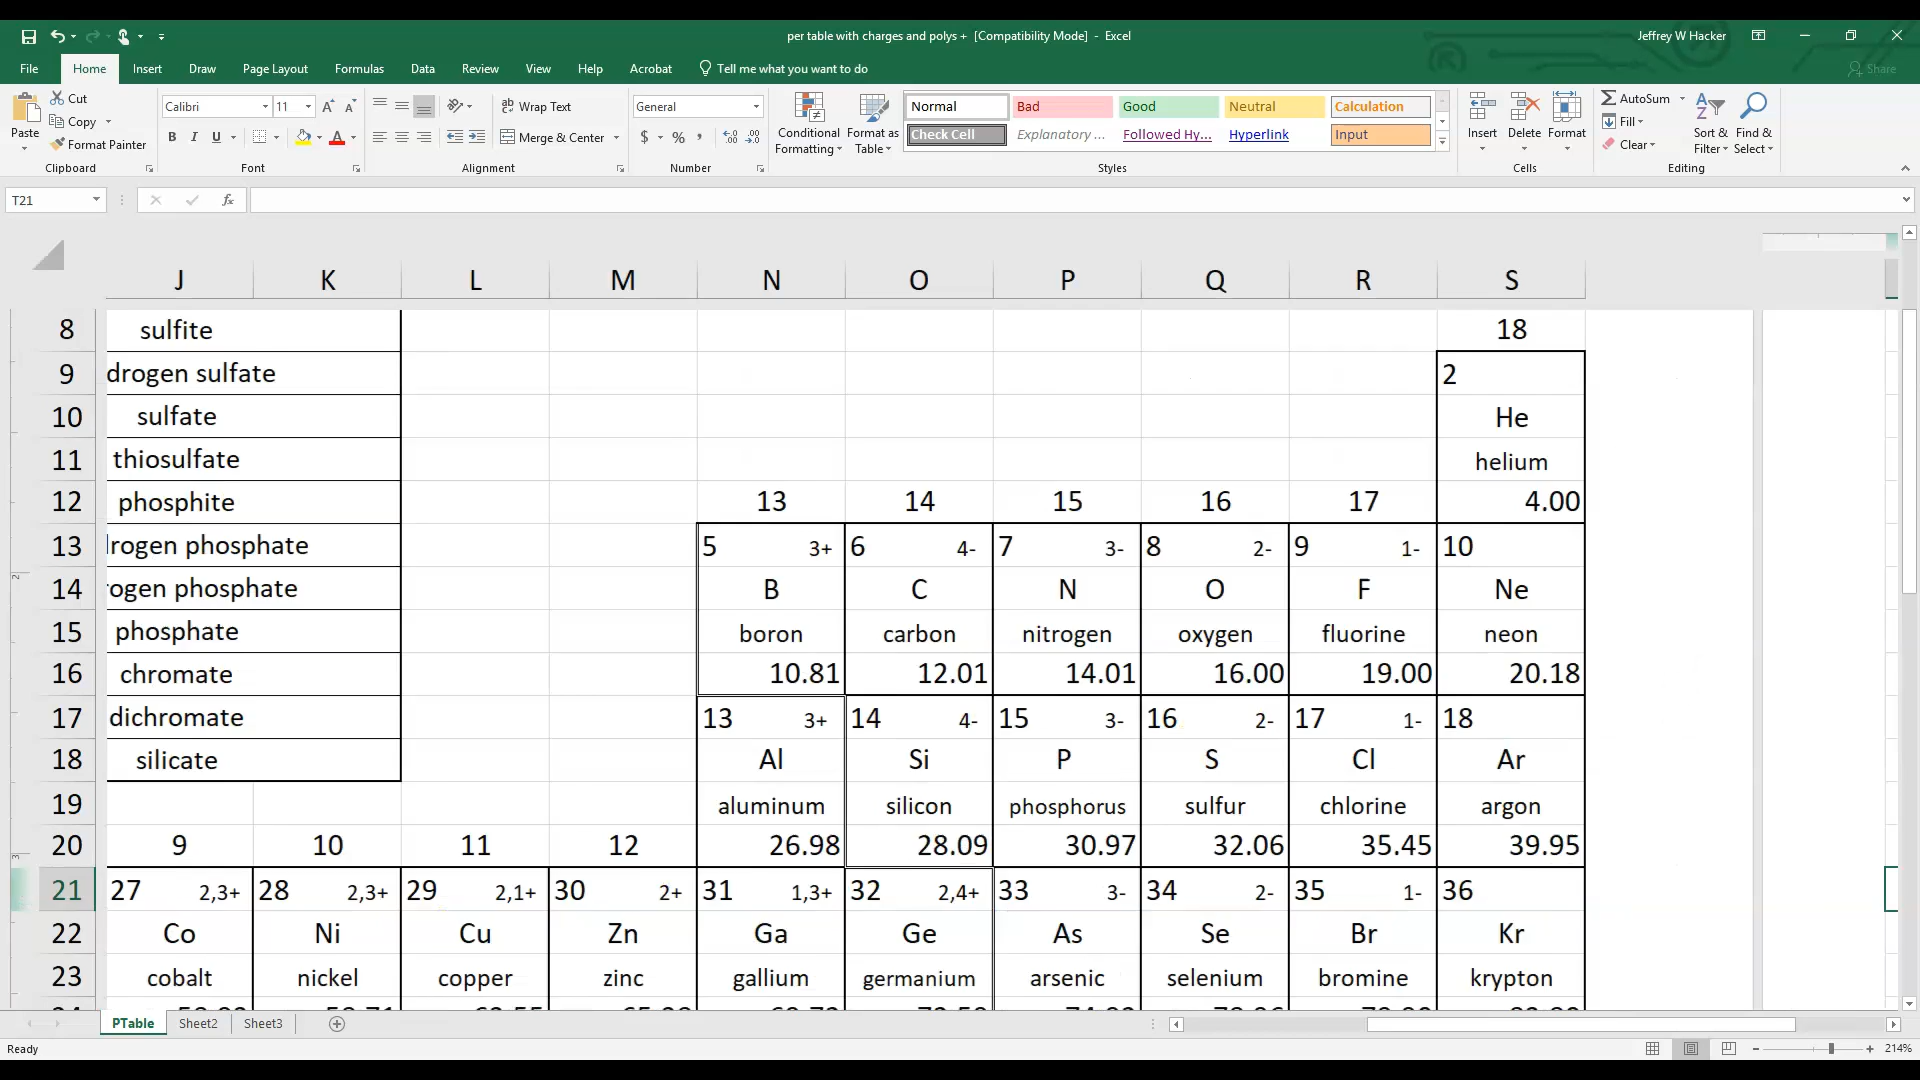 per table with charges and polys + [Compatibility Mode] - Excel
Jeffrey W Hacker
File Home Insert Draw Page Layout Formulas Data Review View Help Acrobat Tell me what you want to do Share
Cut
Copy
Format Painter
Paste
Clipboard
Calibri 11
B I U
Font
Wrap Text
Merge & Center
Alignment
General
$ % ,
Number
Conditional Formatting
Format as Table
Normal Bad Good Neutral Calculation
Check Cell Explanatory ... Followed Hy... Hyperlink Input
Styles
Insert Delete Format
Cells
AutoSum
Fill
Clear
Sort & Filter
Find & Select
Editing
T21 fx
J K L M N O P Q R S
8 sulfite 18
9 drogen sulfate 2
10 sulfate He
11 thiosulfate helium
12 phosphite 13 14 15 16 17 4.00
13 rogen phosphate 5 3+ 6 4- 7 3- 8 2- 9 1- 10
14 ogen phosphate B C N O F Ne
15 phosphate boron carbon nitrogen oxygen fluorine neon
16 chromate 10.81 12.01 14.01 16.00 19.00 20.18
17 dichromate 13 3+ 14 4- 15 3- 16 2- 17 1- 18
18 silicate Al Si P S Cl Ar
19 aluminum silicon phosphorus sulfur chlorine argon
20 9 10 11 12 26.98 28.09 30.97 32.06 35.45 39.95
21 27 2,3+ 28 2,3+ 29 2,1+ 30 2+ 31 1,3+ 32 2,4+ 33 3- 34 2- 35 1- 36
22 Co Ni Cu Zn Ga Ge As Se Br Kr
23 cobalt nickel copper zinc gallium germanium arsenic selenium bromine krypton
PTable Sheet2 Sheet3
Ready
214%